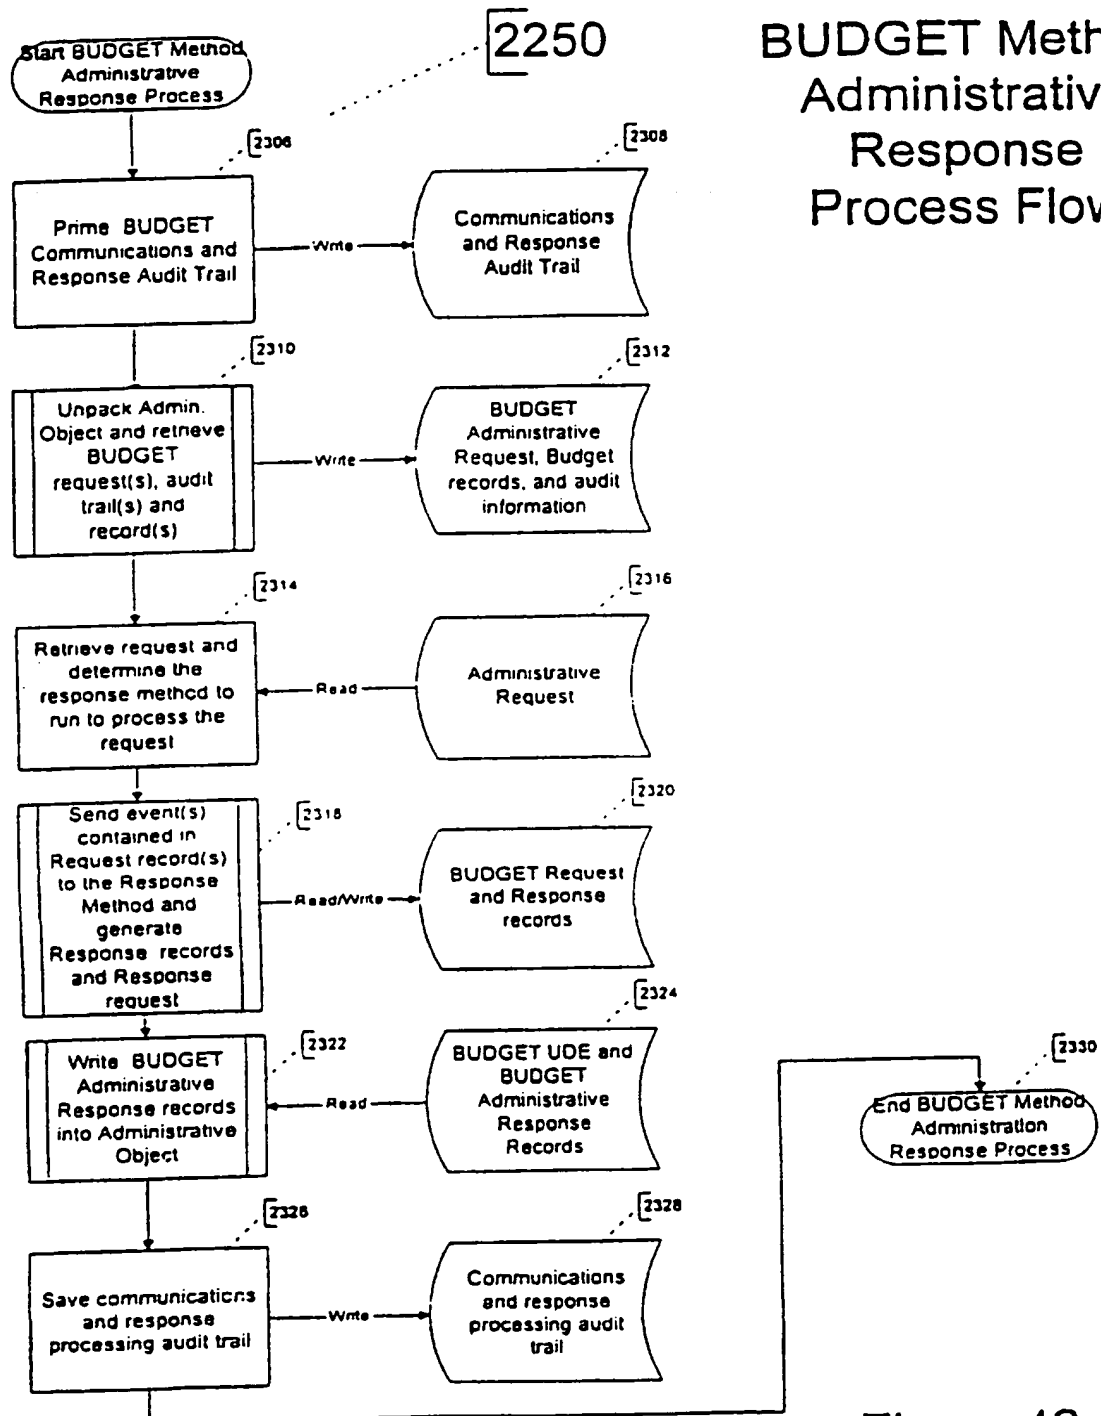 2250
BUDGET Meth
Administrativ
Response
Process Flow
Start BUDGET Method
Administrative
Response Process
2306
Prime BUDGET
Communications and
Response Audit Trail
Write
2308
Communications
and Response
Audit Trail
2310
Unpack Admin.
Object and retrieve
BUDGET
request(s), audit
trail(s) and
record(s)
Write
2312
BUDGET
Administrative
Request, Budget
records, and audit
information
2314
Retrieve request and
determine the
response method to
run to process the
request
Read
2316
Administrative
Request
2318
Send event(s)
contained in
Request record(s)
to the Response
Method and
generate
Response records
and Response
request
Read/Write
2320
BUDGET Request
and Response
records
2322
Write BUDGET
Administrative
Response records
into Administrative
Object
Read
2324
BUDGET UDE and
BUDGET
Administrative
Response
Records
2326
Save communications
and response
processing audit trail
Write
2328
Communications
and response
processing audit
trail
2330
End BUDGET Method
Administration
Response Process